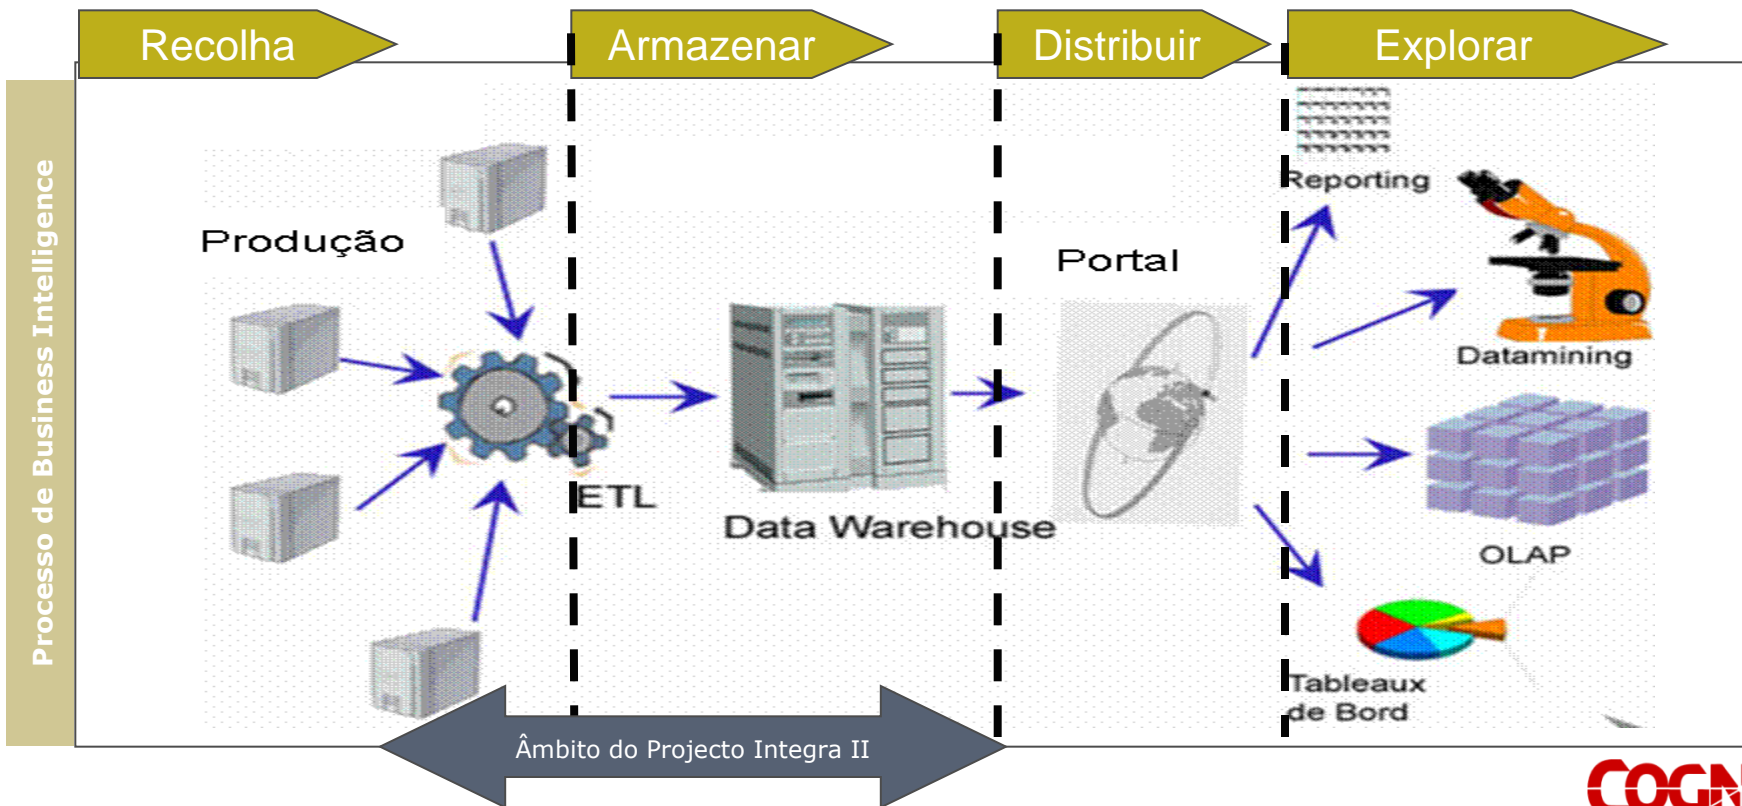 Recolha
Armazenar
Distribuir
Explorar
Processo de Business Intelligence
Produção
ETL
Data Warehouse
Portal
Reporting
Datamining
OLAP
Tableaux
de Bord
Âmbito do Projecto Integra II